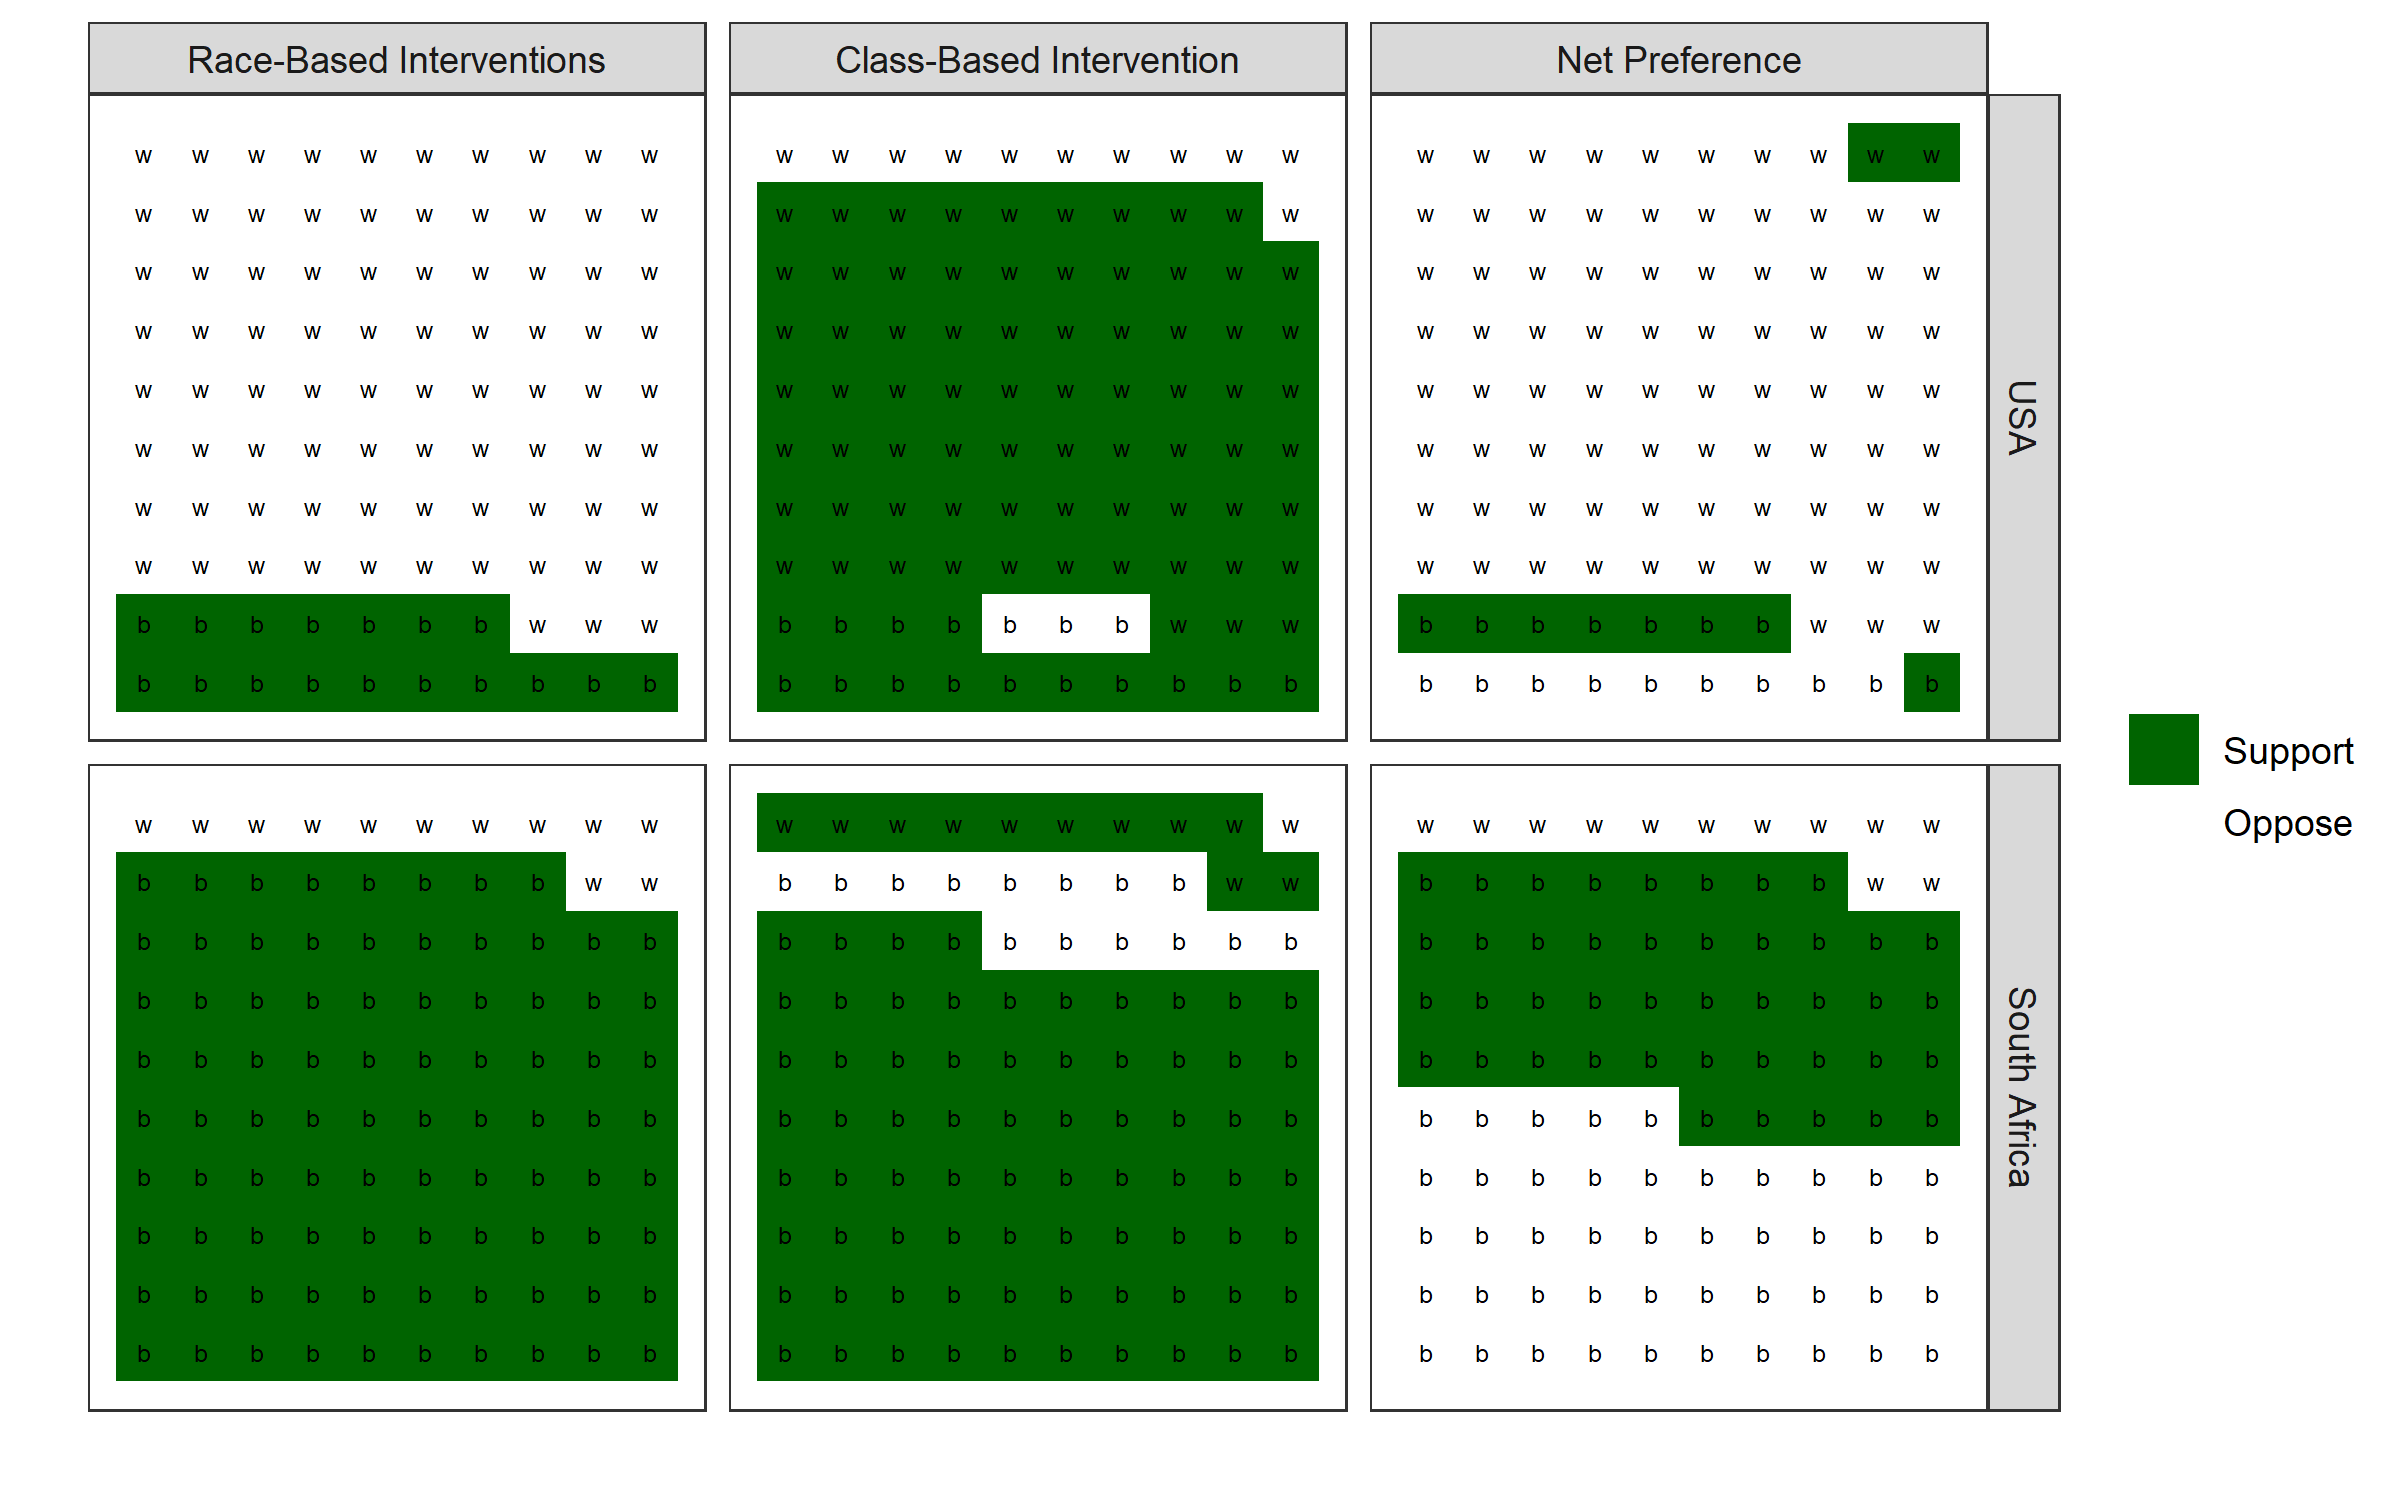 Race-Based Interventions Class-Based Intervention Net Preference
w w w w w w w w w w w w w w w w w w w w w w w w w w w w w w
w w w w w w w w w w w w w w w w w w w w w w w w w w w w w w
w w w w w w w w w w w w w w w w w w w w w w w w w w w w w w
w w w w w w w w w w w w w w w w w w w w w w w w w w w w w w
w w w w w w w w w w w w w w w w w w w w w w w w w w w w w w
w w w w w w w w w w w w w w w w w w w w w w w w w w w w w w
w w w w w w w w w w w w w w w w w w w w w w w w w w w w w w
w w w w w w w w w w w w w w w w w w w w w w w w w w w w w w
b b b b b b b w w w b b b b b b b w w w b b b b b b b w w w
b b b b b b b b b b b b b b b b b b b b b b b b b b b b b b
USA
w w w w w w w w w w w w w w w w w w w w w w w w w w w w w w
b b b b b b b b w w b b b b b b b b w w b b b b b b b b w w
b b b b b b b b b b b b b b b b b b b b b b b b b b b b b b
b b b b b b b b b b b b b b b b b b b b b b b b b b b b b b
b b b b b b b b b b b b b b b b b b b b b b b b b b b b b b
b b b b b b b b b b b b b b b b b b b b b b b b b b b b b b
b b b b b b b b b b b b b b b b b b b b b b b b b b b b b b
b b b b b b b b b b b b b b b b b b b b b b b b b b b b b b
b b b b b b b b b b b b b b b b b b b b b b b b b b b b b b
b b b b b b b b b b b b b b b b b b b b b b b b b b b b b b
South Africa
Support
Oppose